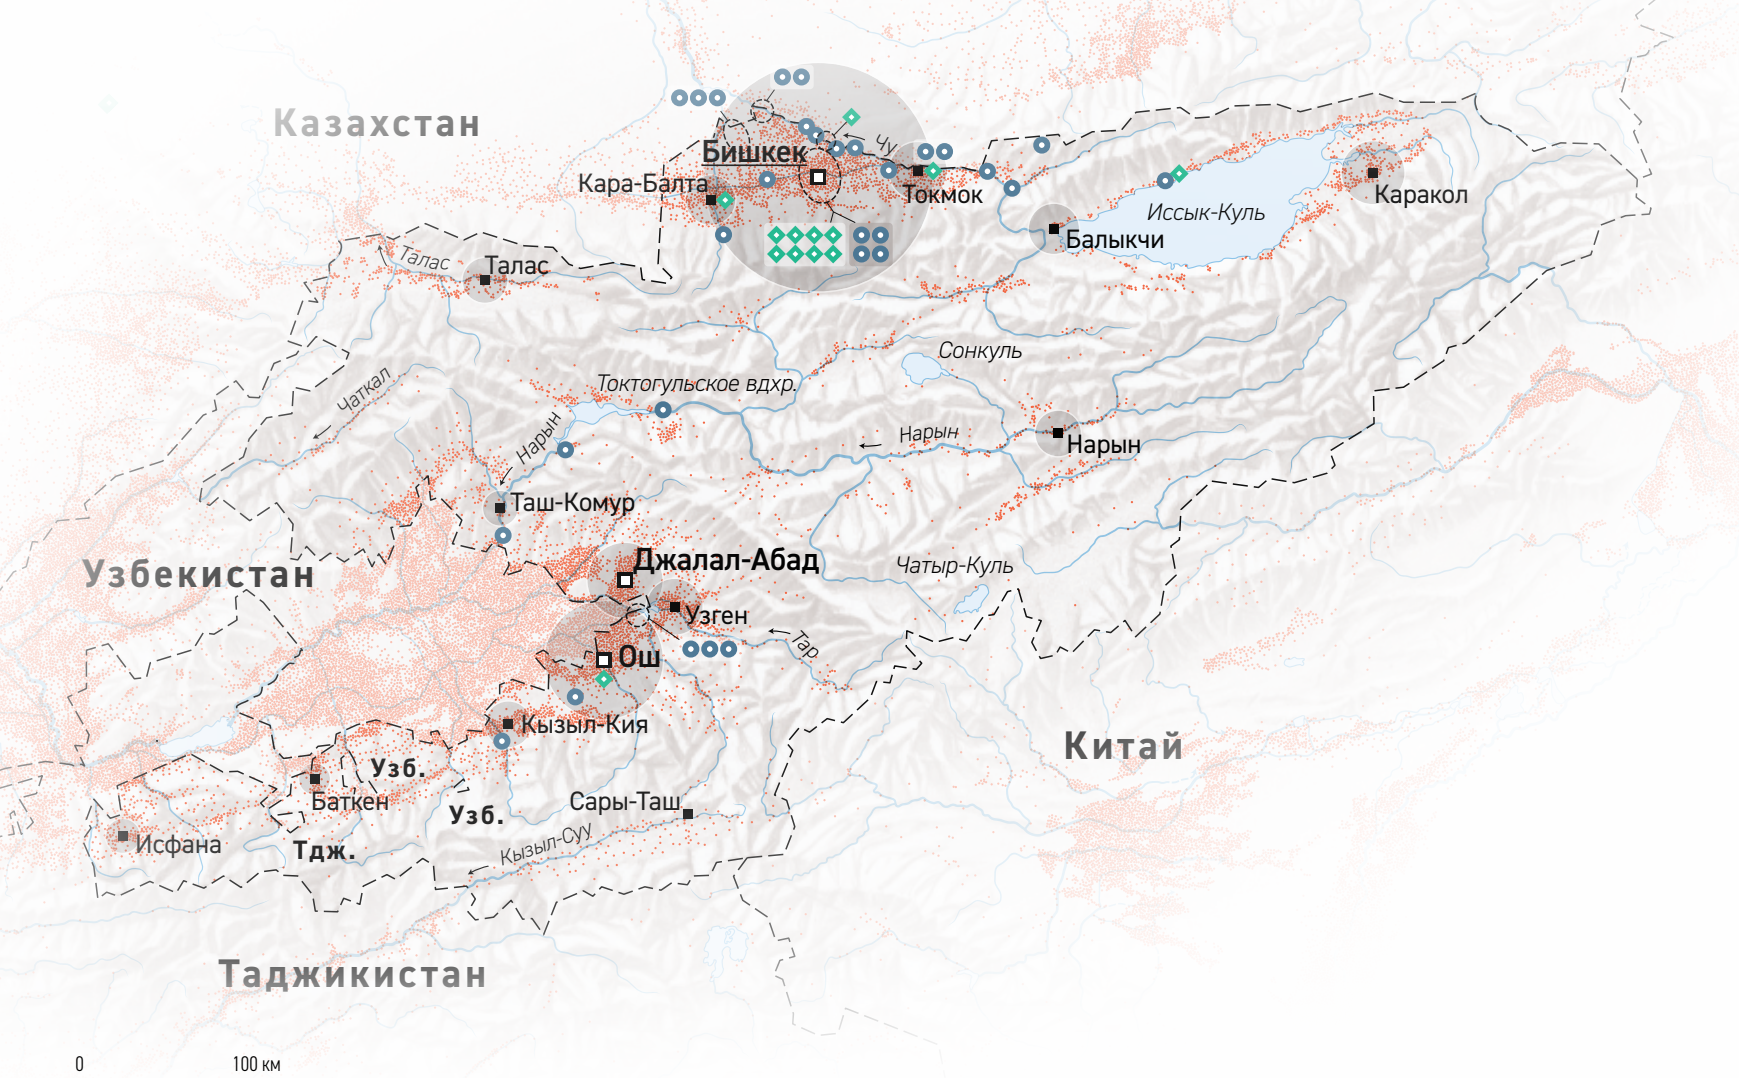 Казахстан
Бишкек
Чу
Кара-Балта
Токмок
Каракол
Иссык-Куль
Балыкчи
Талас
Талас
Сонкуль
Чаткал
Токтогульское вдхр.
Нарын
Нарын
Нарын
Таш-Комур
Узбекистан
Джалал-Абад
Чатыр-Куль
Узген
Тар
Ош
Кызыл-Кия
Китай
Узб.
Баткен
Узб.
Сары-Таш
Исфана
Тдж.
Кызыл-Суу
Таджикистан
0
100 км